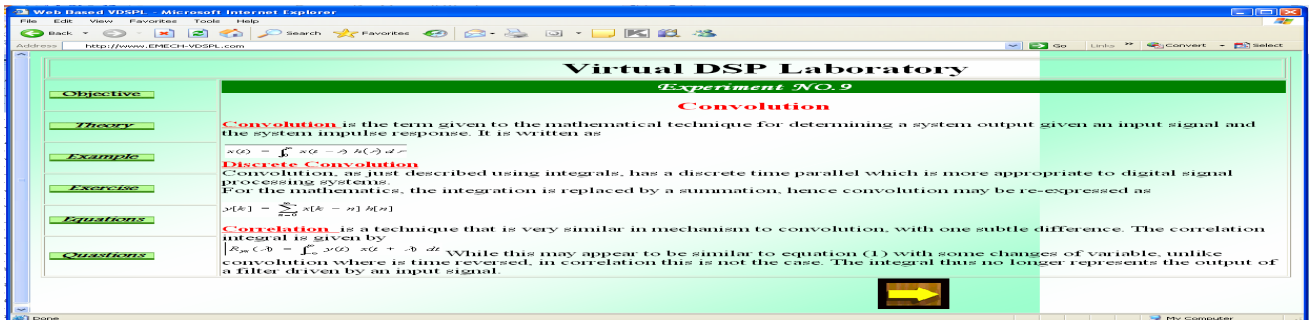 Web Based VDSPL - Microsoft Internet Explorer
File Edit View Favorites Tools Help
Back Search Favorites
Address http://www.EMECH-VDSPL.com Go Links » Convert Select
Virtual DSP Laboratory
Experiment NO.9
Convolution
Objective
Theory
Example
Exercise
Equations
Quastions
Convolution is the term given to the mathematical technique for determining a system output given an input signal and
the system impulse response. It is written as
Discrete Convolution
Convolution, as just described using integrals, has a discrete time parallel which is more appropriate to digital signal
processing systems.
For the mathematics, the integration is replaced by a summation, hence convolution may be re-expressed as
y[k] = ∑ x[k − n] h[n]
n=0
Correlation is a technique that is very similar in mechanism to convolution, with one subtle difference. The correlation
integral is given by
While this may appear to be similar to equation (1) with some changes of variable, unlike
convolution where is time reversed, in correlation this is not the case. The integral thus no longer represents the output of
a filter driven by an input signal.
Done My Computer